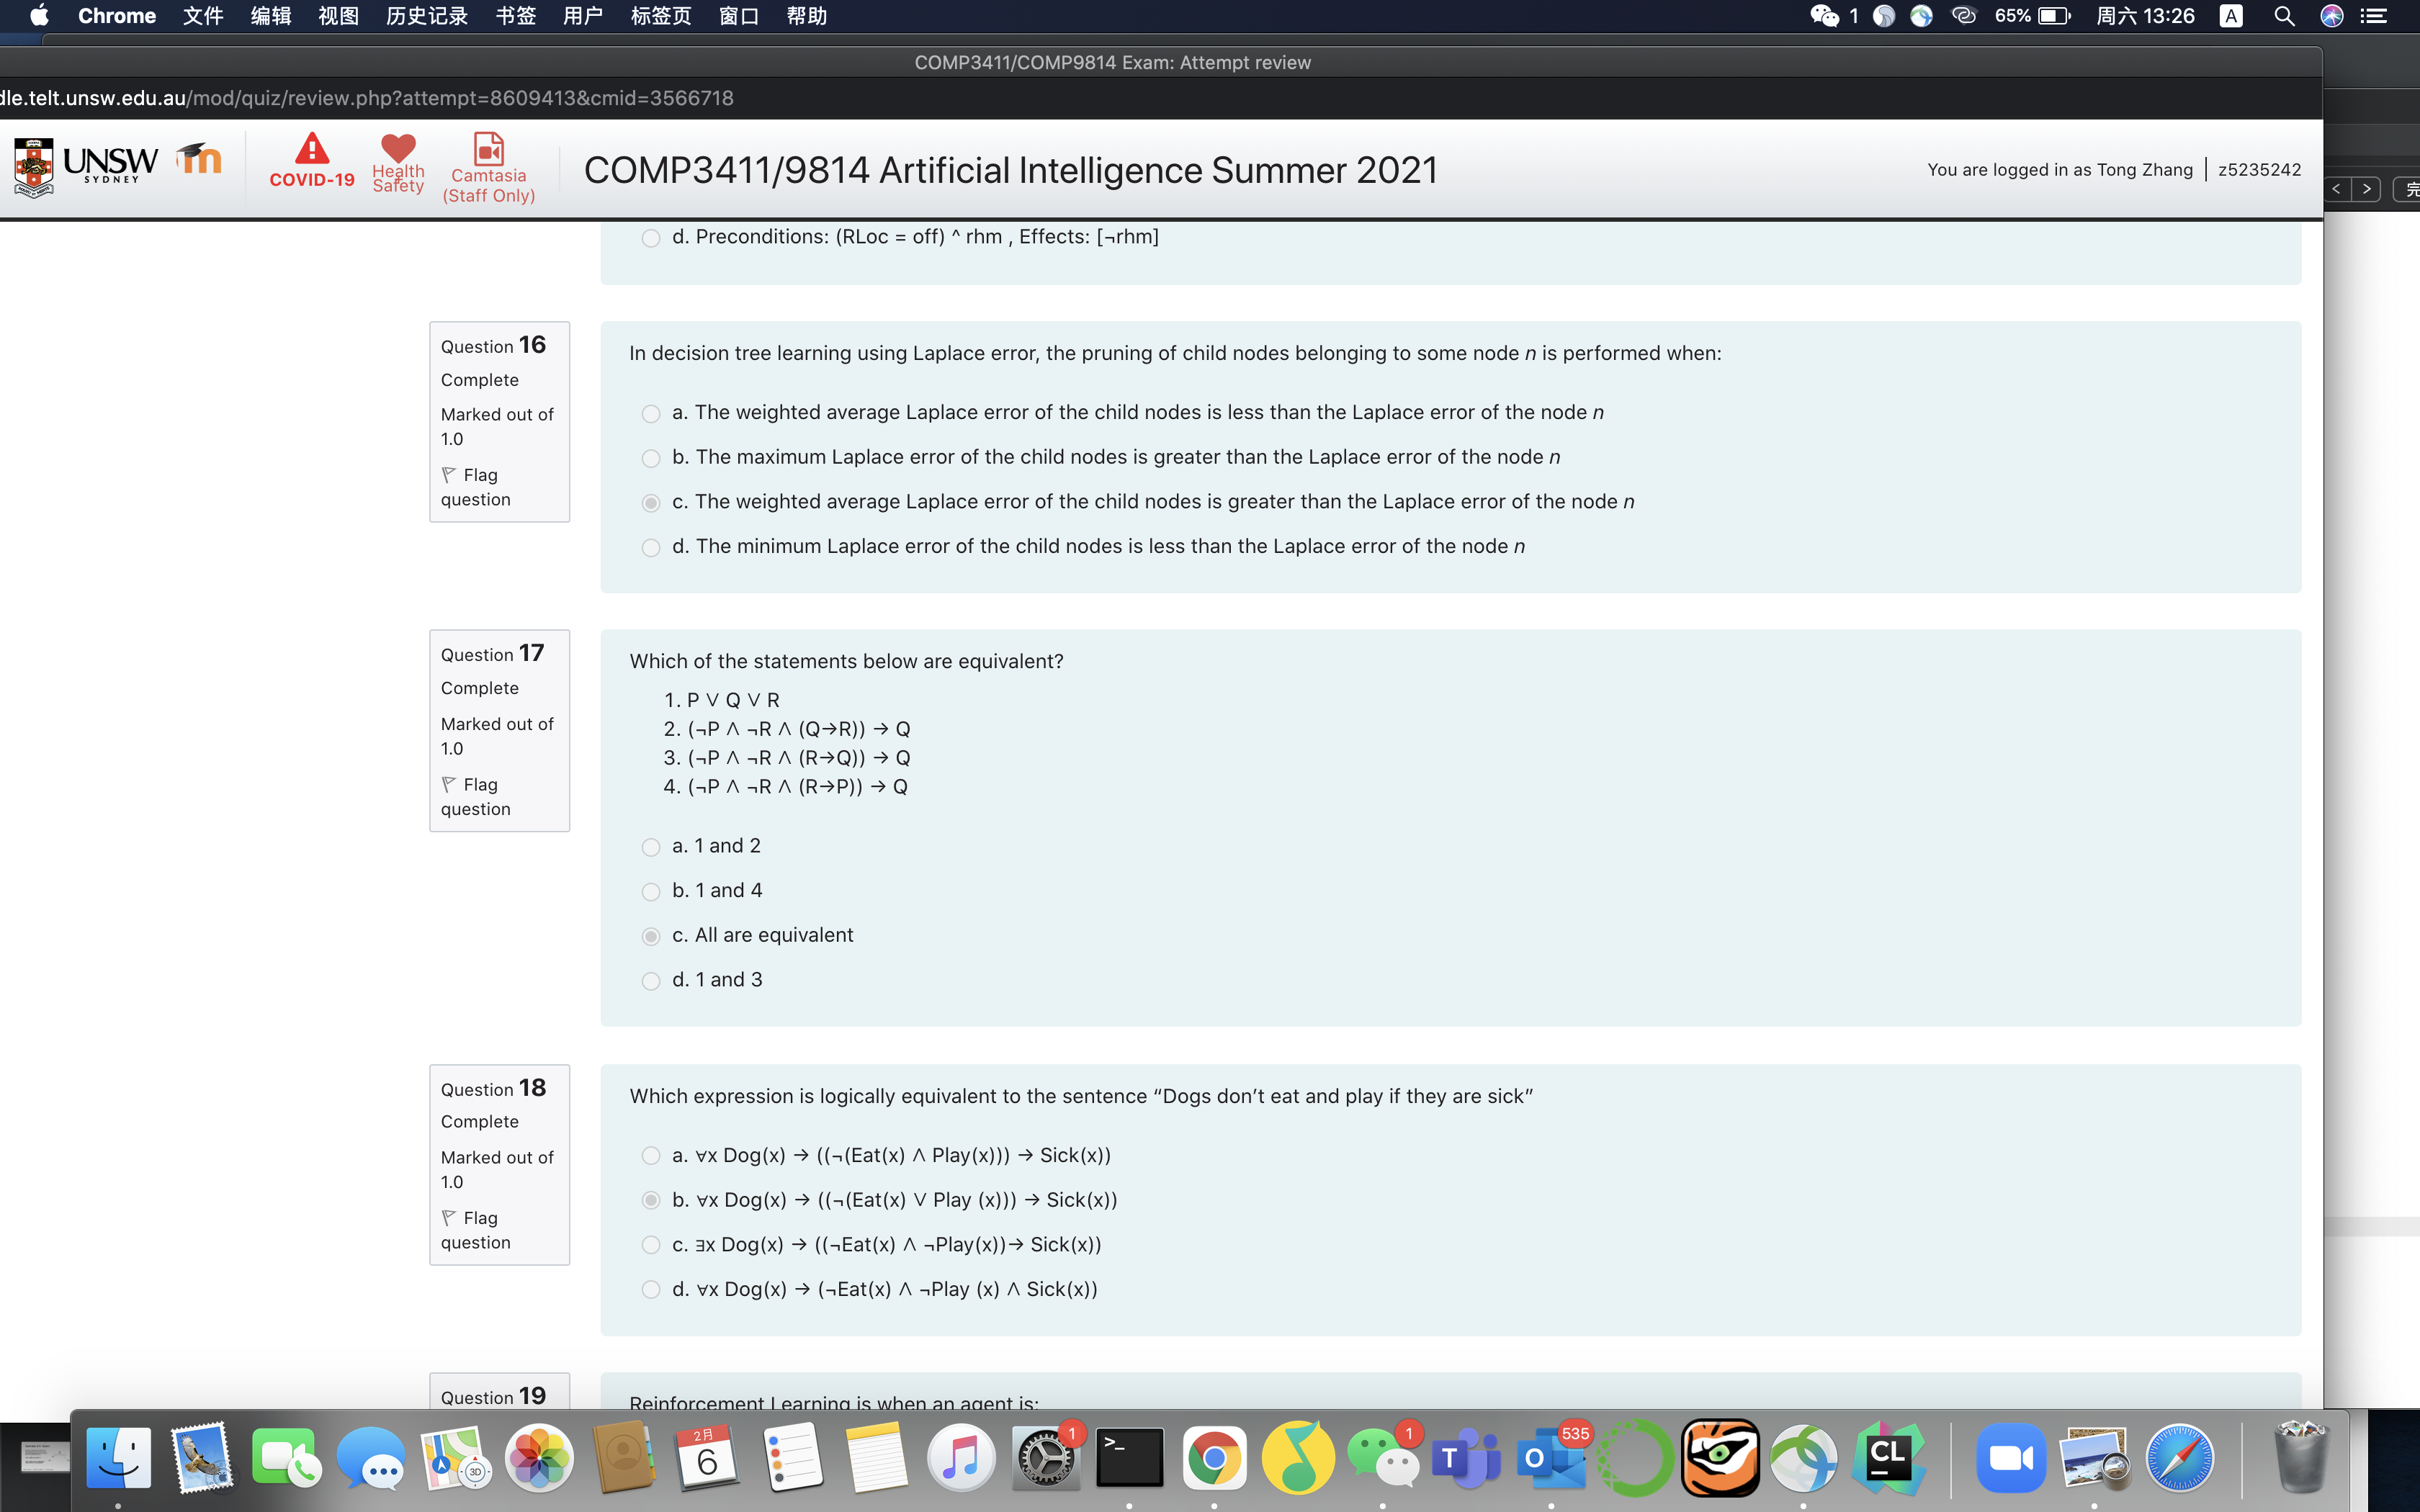 Chrome 文件 编辑 视图 历史记录 书签 用户 标签页 窗口 帮助 1 65% 周六 13:26 A
COMP3411/COMP9814 Exam: Attempt review
dle.telt.unsw.edu.au/mod/quiz/review.php?attempt=8609413&cmid=3566718
UNSW
SYDNEY
COVID-19
Health
Safety
Camtasia
(Staff Only)
COMP3411/9814 Artificial Intelligence Summer 2021
You are logged in as Tong Zhang
z5235242
< > 完
d. Preconditions: (RLoc = off) ^ rhm , Effects: [¬rhm]
Question 16
Complete
Marked out of
1.0
Flag
question
In decision tree learning using Laplace error, the pruning of child nodes belonging to some node n is performed when:
a. The weighted average Laplace error of the child nodes is less than the Laplace error of the node n
b. The maximum Laplace error of the child nodes is greater than the Laplace error of the node n
c. The weighted average Laplace error of the child nodes is greater than the Laplace error of the node n
d. The minimum Laplace error of the child nodes is less than the Laplace error of the node n
Question 17
Complete
Marked out of
1.0
Flag
question
Which of the statements below are equivalent?
1. P ∨ Q ∨ R
2. (¬P ∧ ¬R ∧ (Q→R)) → Q
3. (¬P ∧ ¬R ∧ (R→Q)) → Q
4. (¬P ∧ ¬R ∧ (R→P)) → Q
a. 1 and 2
b. 1 and 4
c. All are equivalent
d. 1 and 3
Question 18
Complete
Marked out of
1.0
Flag
question
Which expression is logically equivalent to the sentence “Dogs don’t eat and play if they are sick”
a. ∀x Dog(x) → ((¬(Eat(x) ∧ Play(x))) → Sick(x))
b. ∀x Dog(x) → ((¬(Eat(x) ∨ Play (x))) → Sick(x))
c. ∃x Dog(x) → ((¬Eat(x) ∧ ¬Play(x))→ Sick(x))
d. ∀x Dog(x) → (¬Eat(x) ∧ ¬Play (x) ∧ Sick(x))
Question 19
Reinforcement Learning is when an agent is:
3D
2月
6
1
>_
1
T
O
535
CL